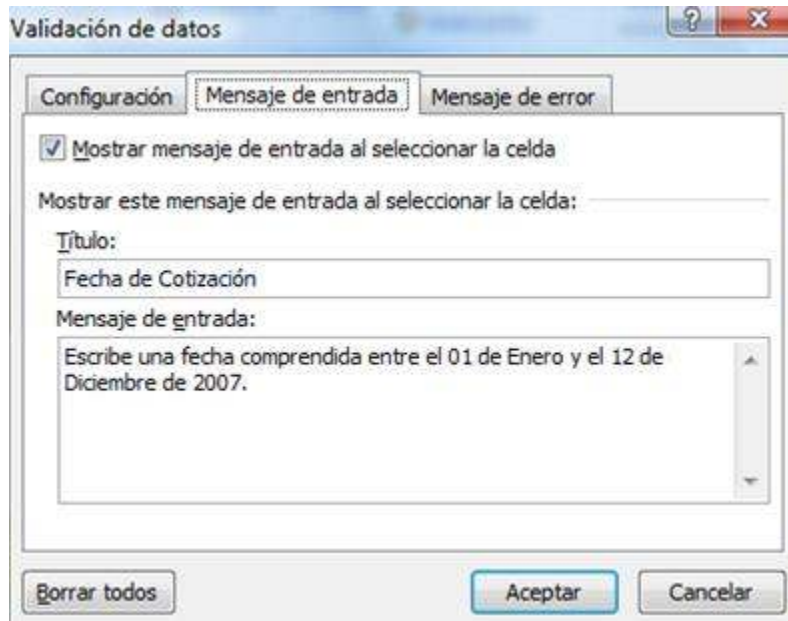 Validación de datos
Configuración
Mensaje de entrada
Mensaje de error
Mostrar mensaje de entrada al seleccionar la celda
Mostrar este mensaje de entrada al seleccionar la celda:
Título:
Fecha de Cotización
Mensaje de entrada:
Escribe una fecha comprendida entre el 01 de Enero y el 12 de
Diciembre de 2007.
Borrar todos
Aceptar
Cancelar